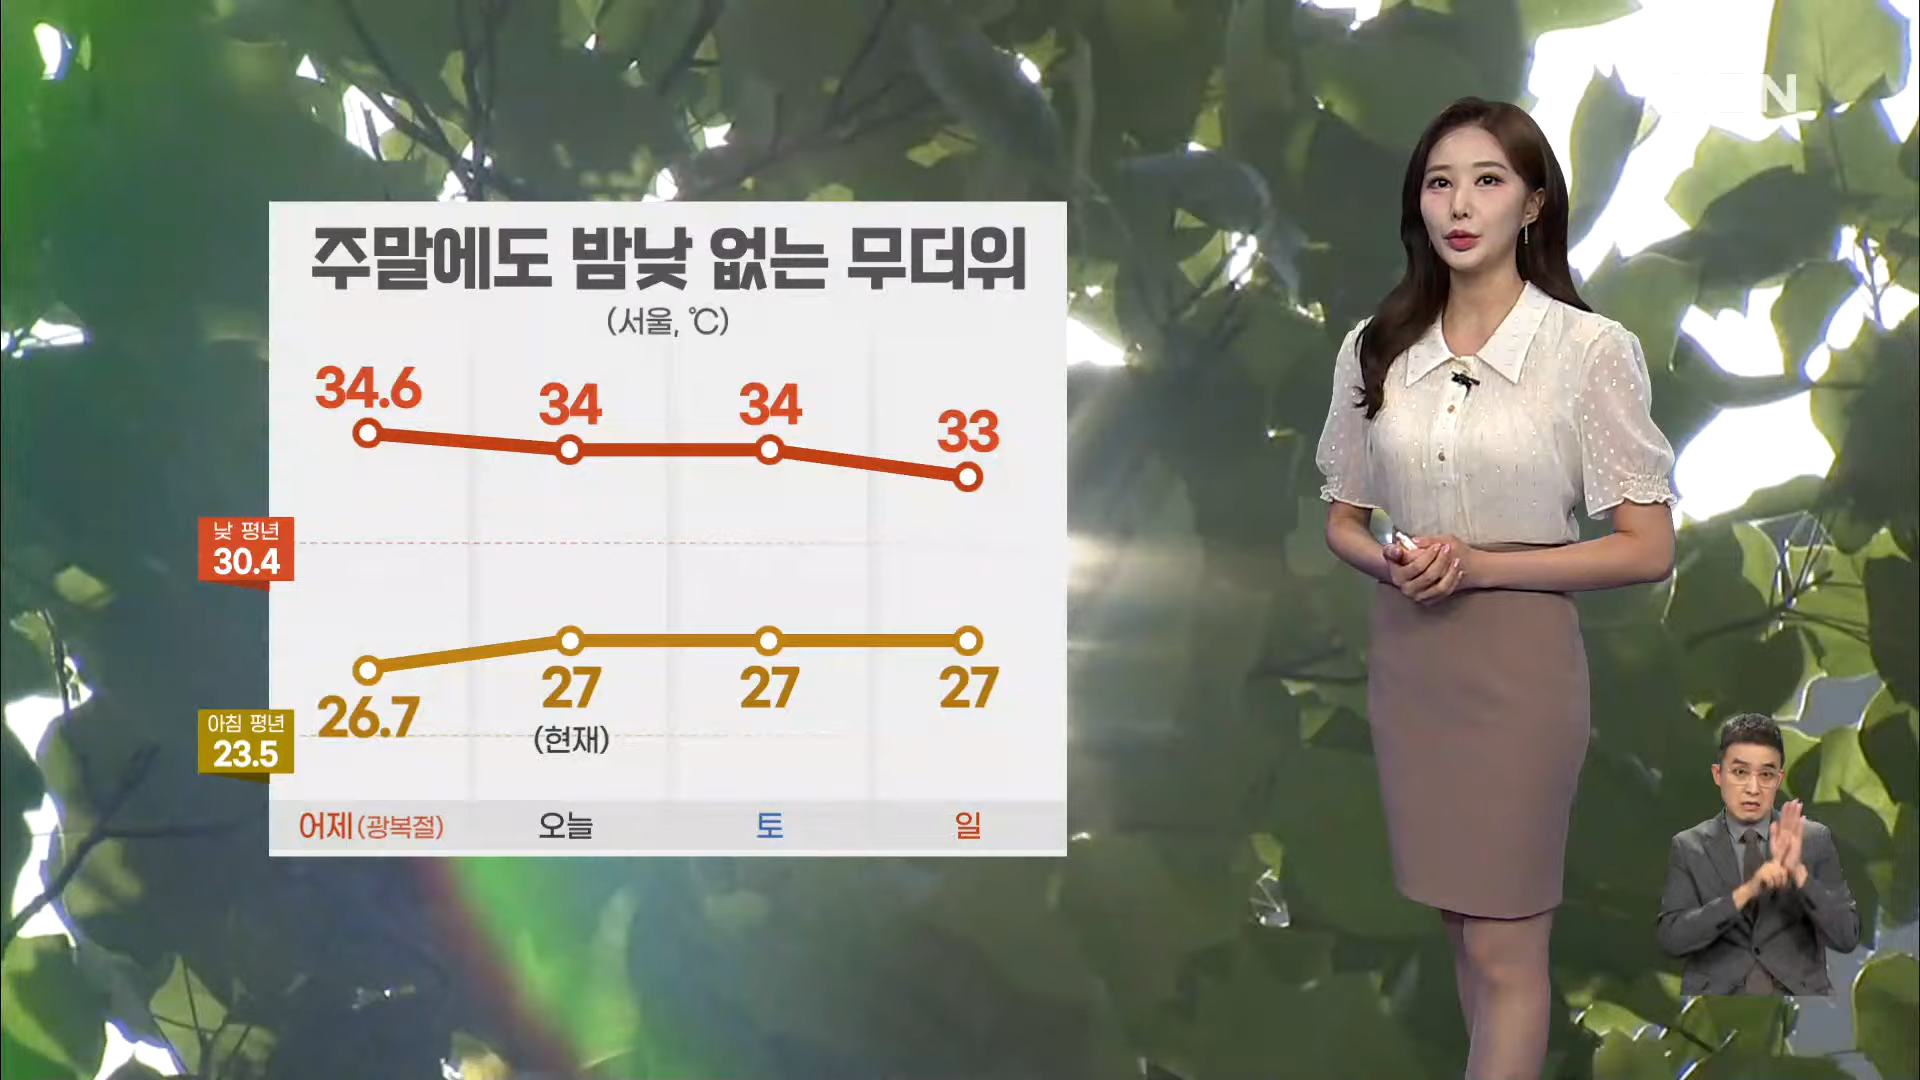 N
주말에도 밤낮 없는 무더위
(서울, ℃)
34.6
34
34
33
낮 평년
30.4
26.7
27
27
27
(현재)
아침 평년
23.5
어제(광복절)
오늘
토
일